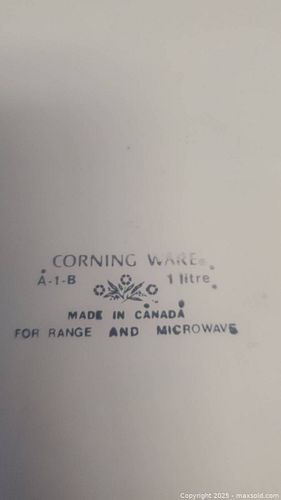 CORNING WARE®
A-1-B 1 litre
MADE IN CANADA
FOR RANGE AND MICROWAVE
Copyright 2025 - maxsold.com